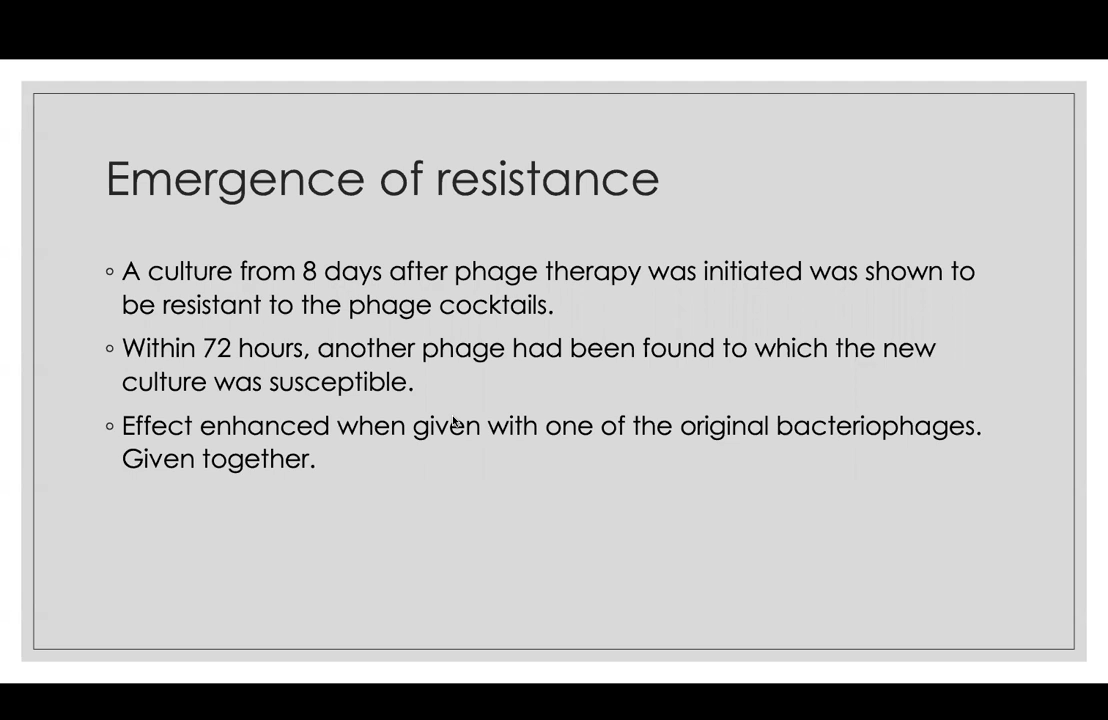 Emergence of resistance
◦ A culture from 8 days after phage therapy was initiated was shown to
be resistant to the phage cocktails.
◦ Within 72 hours, another phage had been found to which the new
culture was susceptible.
◦ Effect enhanced when given with one of the original bacteriophages.
Given together.